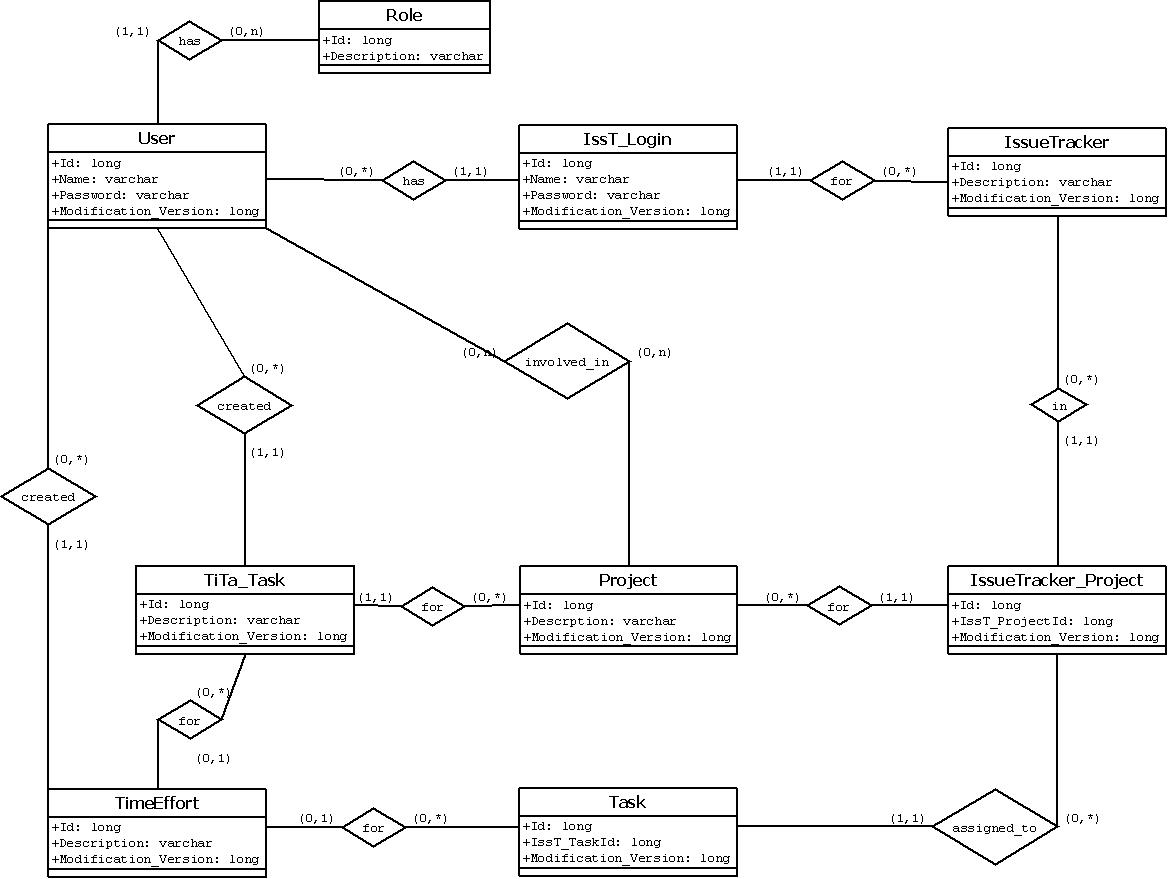 Role
+Id: long
+Description: varchar
(1,1)
has
(0,n)
User
+Id: long
+Name: varchar
+Password: varchar
+Modification_Version: long
(0,*)
has
(1,1)
IssT_Login
+Id: long
+Name: varchar
+Password: varchar
+Modification_Version: long
(1,1)
for
(0,*)
IssueTracker
+Id: long
+Description: varchar
+Modification_Version: long
(0,n)
involved_in
(0,n)
(0,*)
created
(1,1)
(0,*)
in
(1,1)
(0,*)
created
(1,1)
TiTa_Task
+Id: long
+Description: varchar
+Modification_Version: long
(1,1)
for
(0,*)
Project
+Id: long
+Descrption: varchar
+Modification_Version: long
(0,*)
for
(1,1)
IssueTracker_Project
+Id: long
+IssT_ProjectId: long
+Modification_Version: long
(0,*)
for
(0,1)
TimeEffort
+Id: long
+Description: varchar
+Modification_Version: long
(0,1)
for
(0,*)
Task
+Id: long
+IssT_TaskId: long
+Modification_Version: long
(1,1)
assigned_to
(0,*)